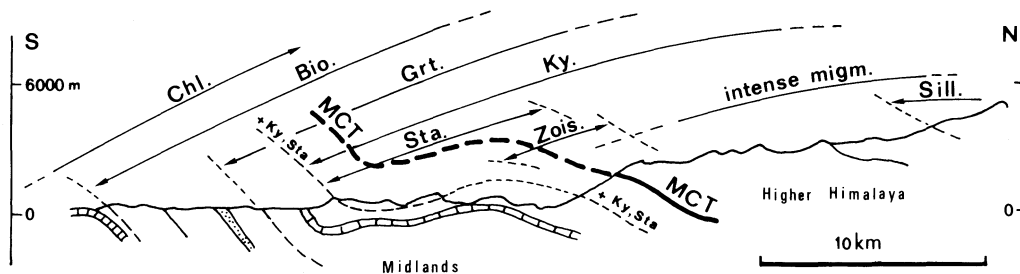 S
N
6000 m
0
0
Chl.
Bio.
Grt.
Ky.
intense migm.
Sill.
MCT
+ Ky, Sta
Sta.
Zois.
MCT
+ Ky, Sta
Higher Himalaya
Midlands
10 km